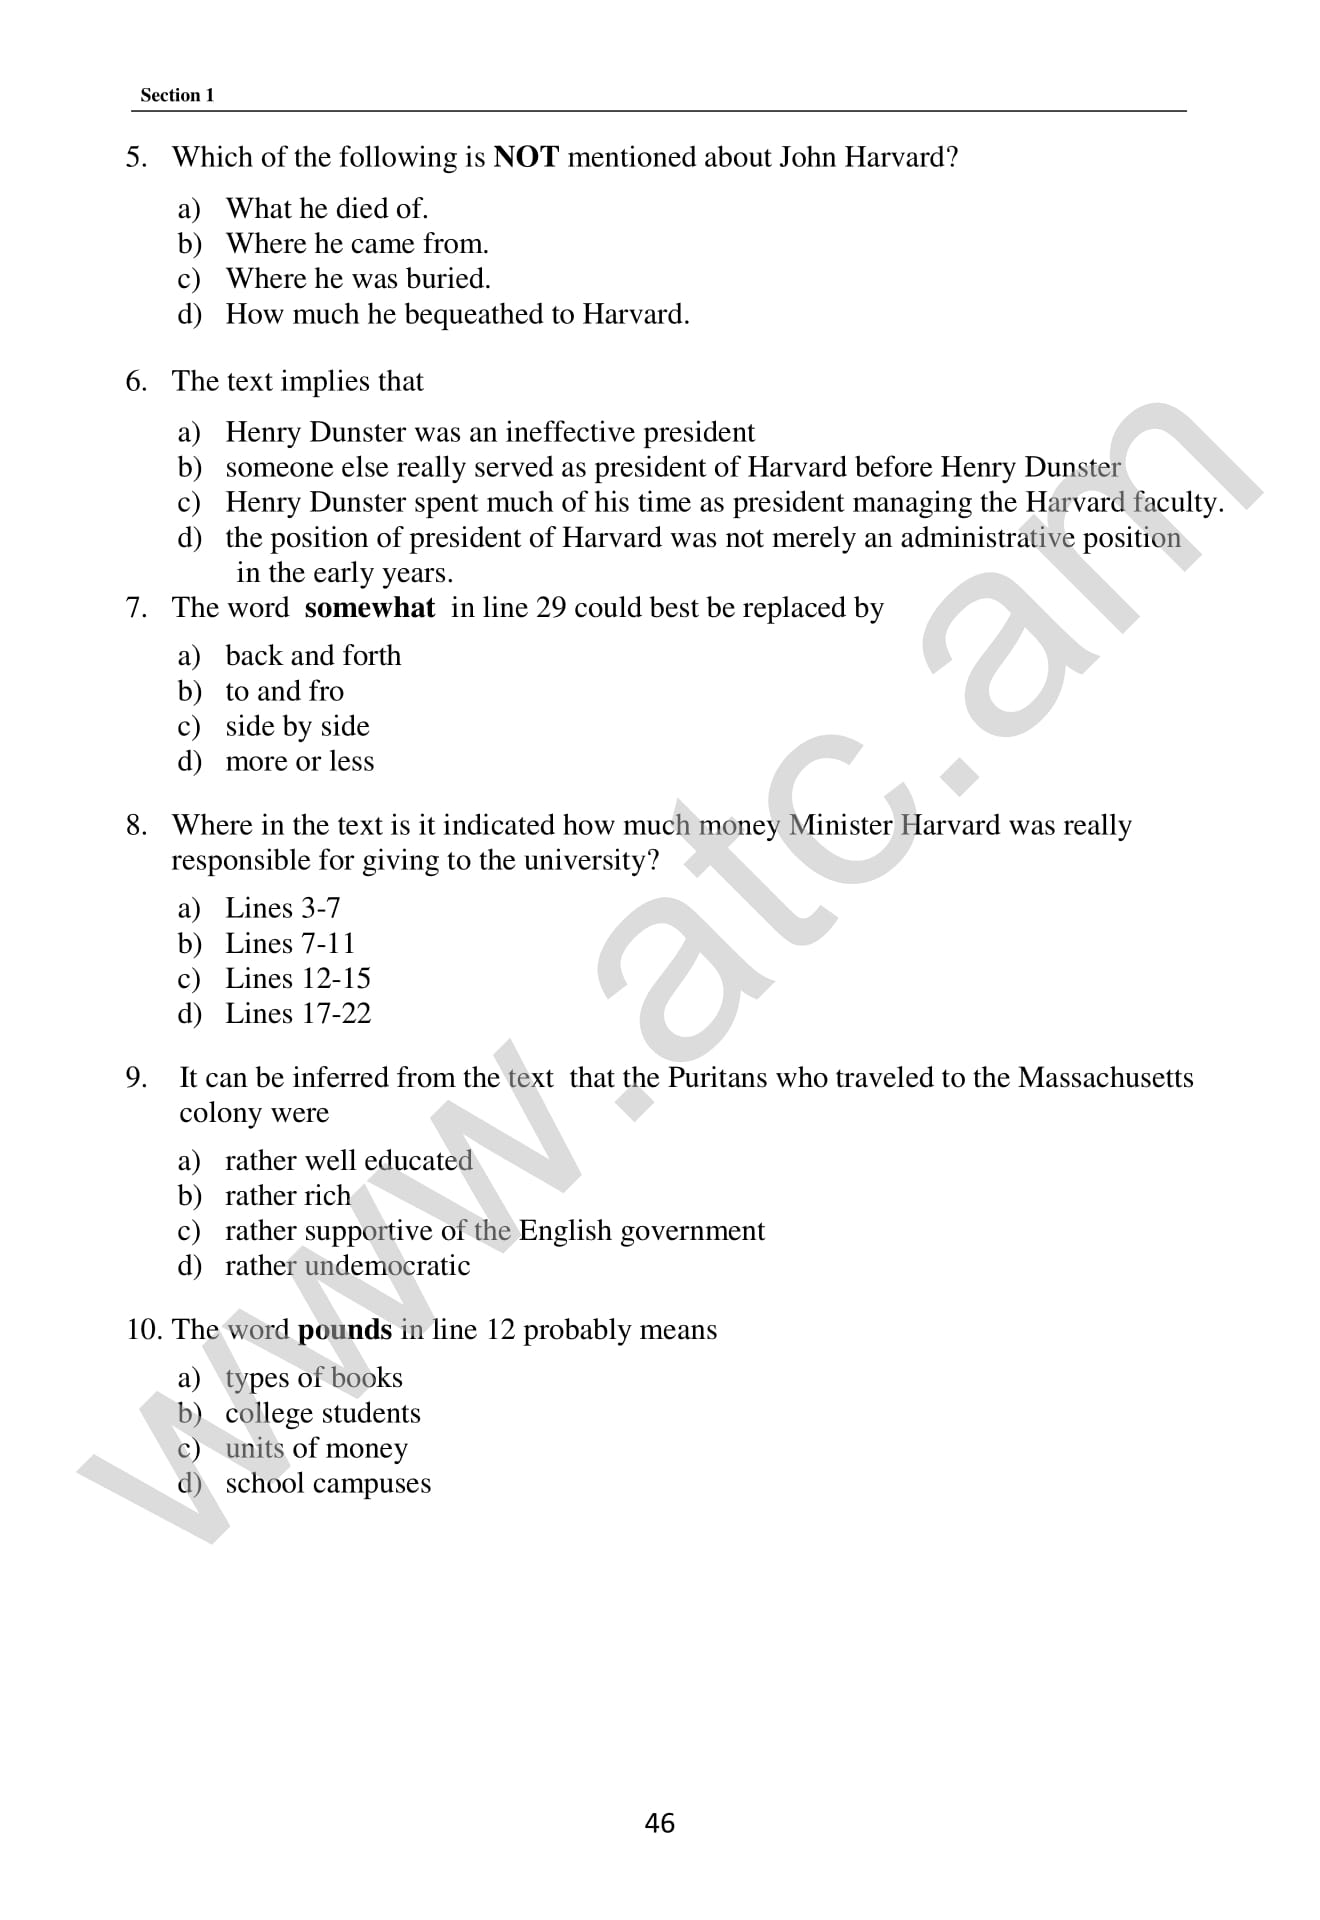 Section 1
5. Which of the following is NOT mentioned about John Harvard?
a) What he died of.
b) Where he came from.
c) Where he was buried.
d) How much he bequeathed to Harvard.
6. The text implies that
a) Henry Dunster was an ineffective president
b) someone else really served as president of Harvard before Henry Dunster
c) Henry Dunster spent much of his time as president managing the Harvard faculty.
d) the position of president of Harvard was not merely an administrative position
in the early years.
7. The word somewhat in line 29 could best be replaced by
a) back and forth
b) to and fro
c) side by side
d) more or less
8. Where in the text is it indicated how much money Minister Harvard was really
responsible for giving to the university?
a) Lines 3-7
b) Lines 7-11
c) Lines 12-15
d) Lines 17-22
9. It can be inferred from the text that the Puritans who traveled to the Massachusetts
colony were
a) rather well educated
b) rather rich
c) rather supportive of the English government
d) rather undemocratic
10. The word pounds in line 12 probably means
a) types of books
b) college students
c) units of money
d) school campuses
46
www.atc.am